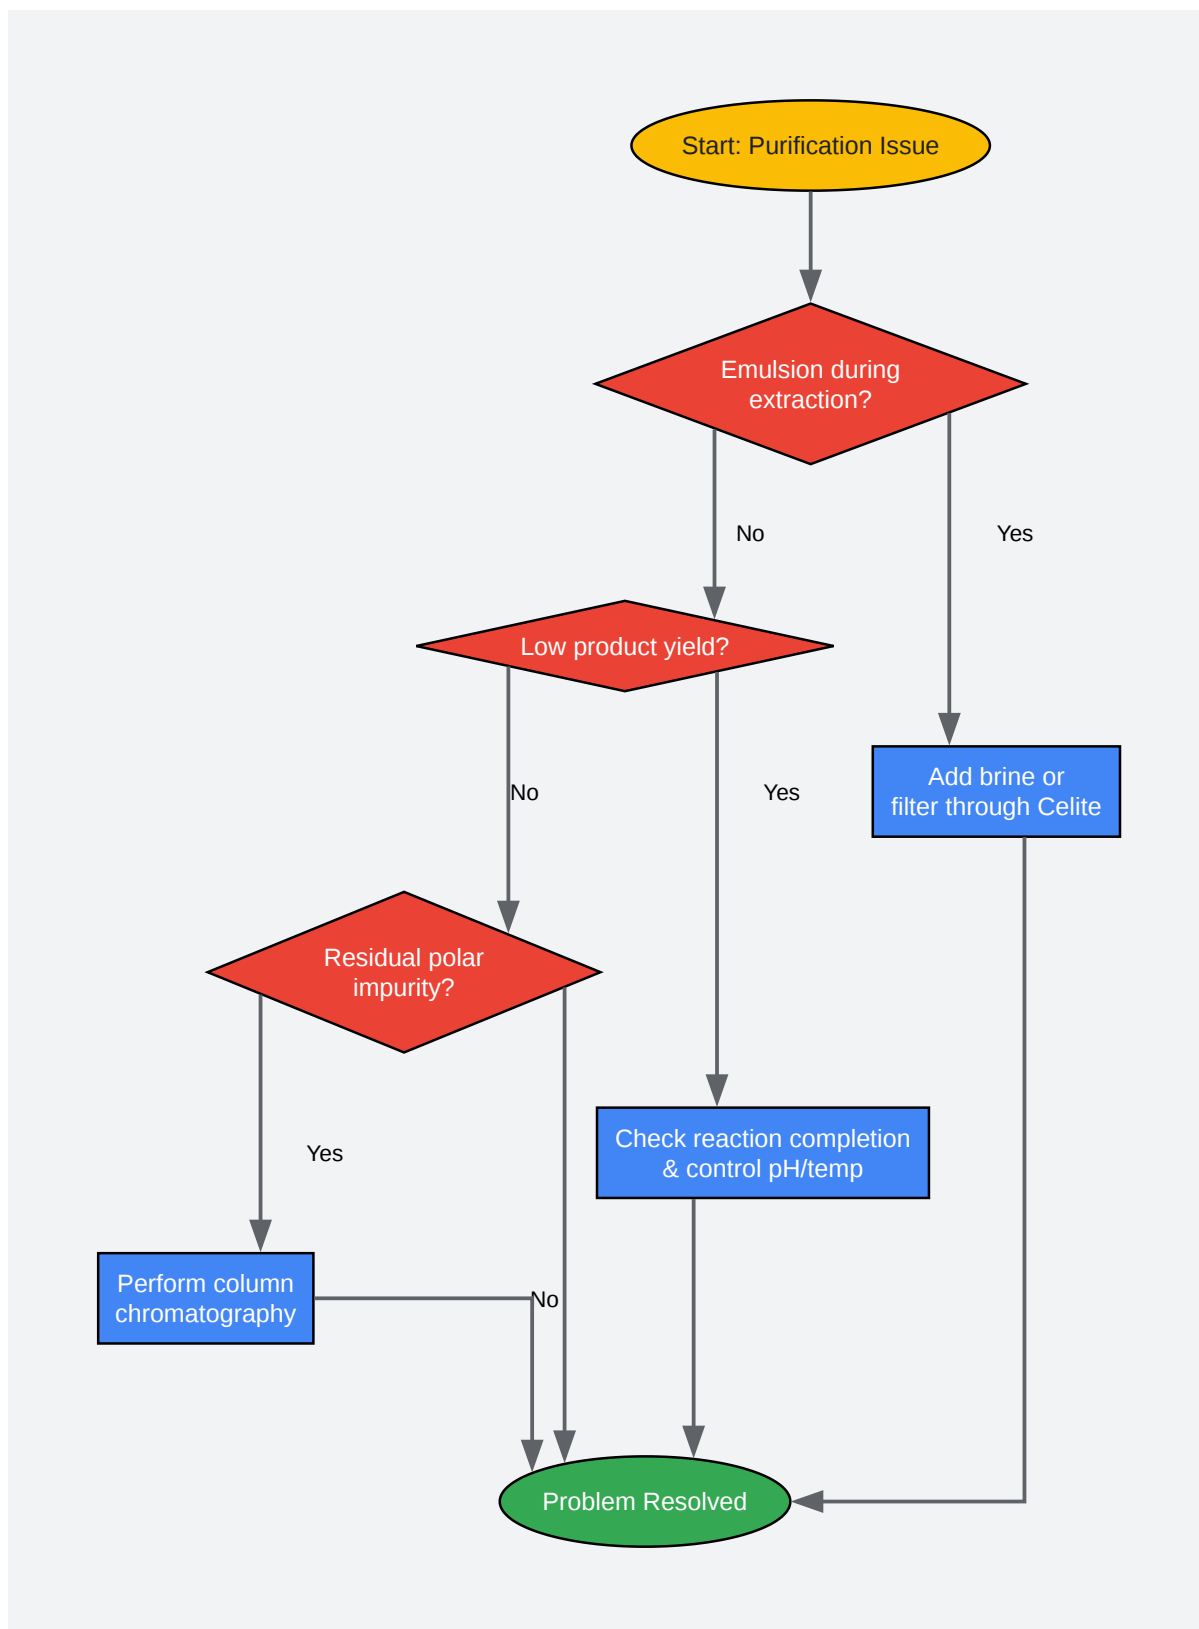 Start: Purification Issue
Emulsion during
extraction?
No
Yes
Low product yield?
Add brine or
filter through Celite
No
Yes
Residual polar
impurity?
Check reaction completion
& control pH/temp
Yes
Perform column
chromatography
No
Problem Resolved